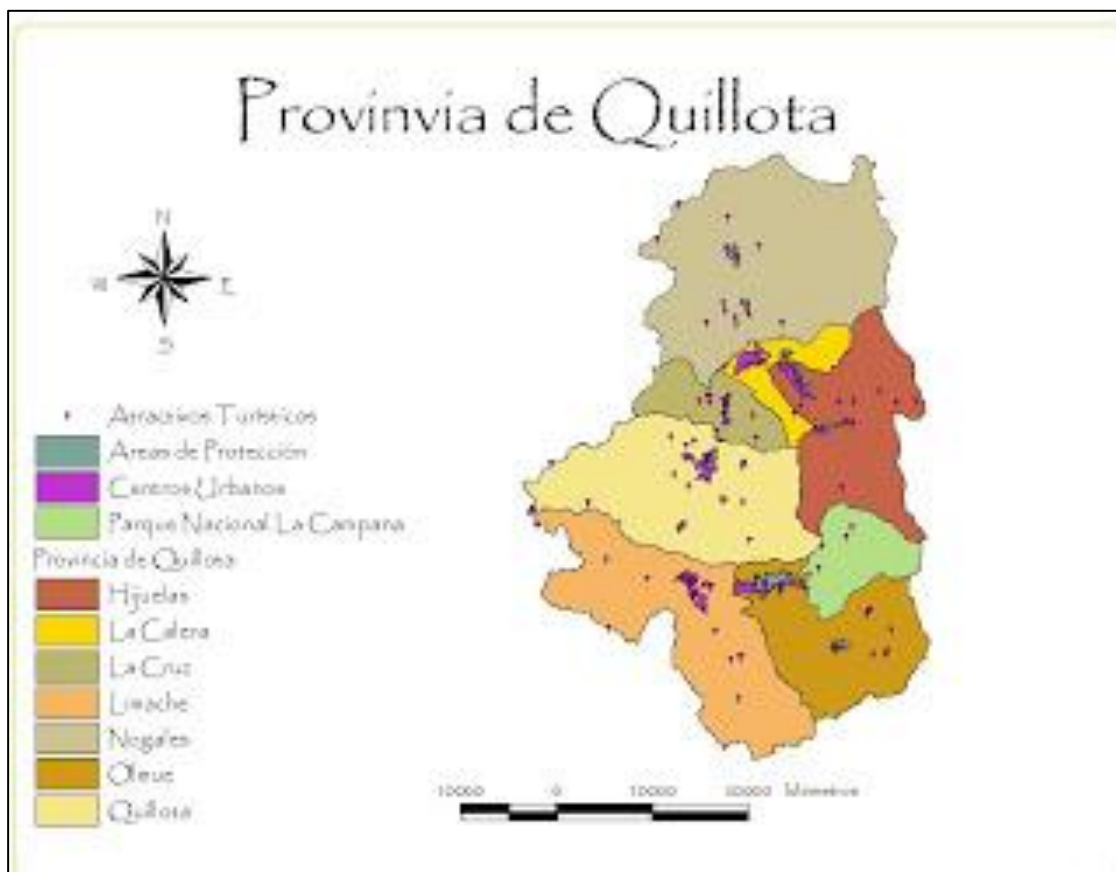 Provinvia de Quillota
N
E
S
Atractivos Turísticos
Areas de Protección
Centros Urbanos
Parque Nacional La Campana
Provincia de Quillota
Hijuelas
La Calera
La Cruz
Limache
Nogales
Olmue
Quillota
10000 0 10000 20000 Kilometros